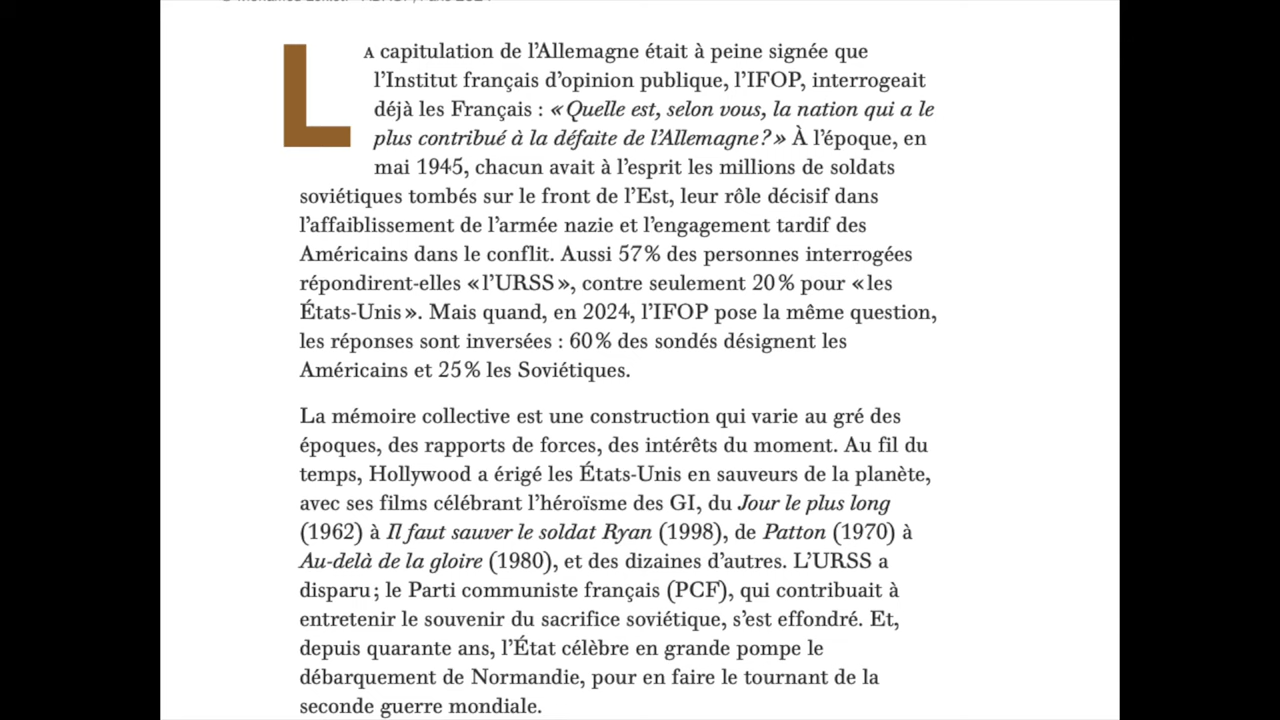 LA capitulation de l’Allemagne était à peine signée que
l’Institut français d’opinion publique, l’IFOP, interrogeait
déjà les Français : « Quelle est, selon vous, la nation qui a le
plus contribué à la défaite de l’Allemagne ? » À l’époque, en
mai 1945, chacun avait à l’esprit les millions de soldats
soviétiques tombés sur le front de l’Est, leur rôle décisif dans
l’affaiblissement de l’armée nazie et l’engagement tardif des
Américains dans le conflit. Aussi 57 % des personnes interrogées
répondirent-elles « l’URSS », contre seulement 20 % pour « les
États-Unis ». Mais quand, en 2024, l’IFOP pose la même question,
les réponses sont inversées : 60 % des sondés désignent les
Américains et 25 % les Soviétiques.
La mémoire collective est une construction qui varie au gré des
époques, des rapports de forces, des intérêts du moment. Au fil du
temps, Hollywood a érigé les États-Unis en sauveurs de la planète,
avec ses films célébrant l’héroïsme des GI, du Jour le plus long
(1962) à Il faut sauver le soldat Ryan (1998), de Patton (1970) à
Au-delà de la gloire (1980), et des dizaines d’autres. L’URSS a
disparu ; le Parti communiste français (PCF), qui contribuait à
entretenir le souvenir du sacrifice soviétique, s’est effondré. Et,
depuis quarante ans, l’État célèbre en grande pompe le
débarquement de Normandie, pour en faire le tournant de la
seconde guerre mondiale.